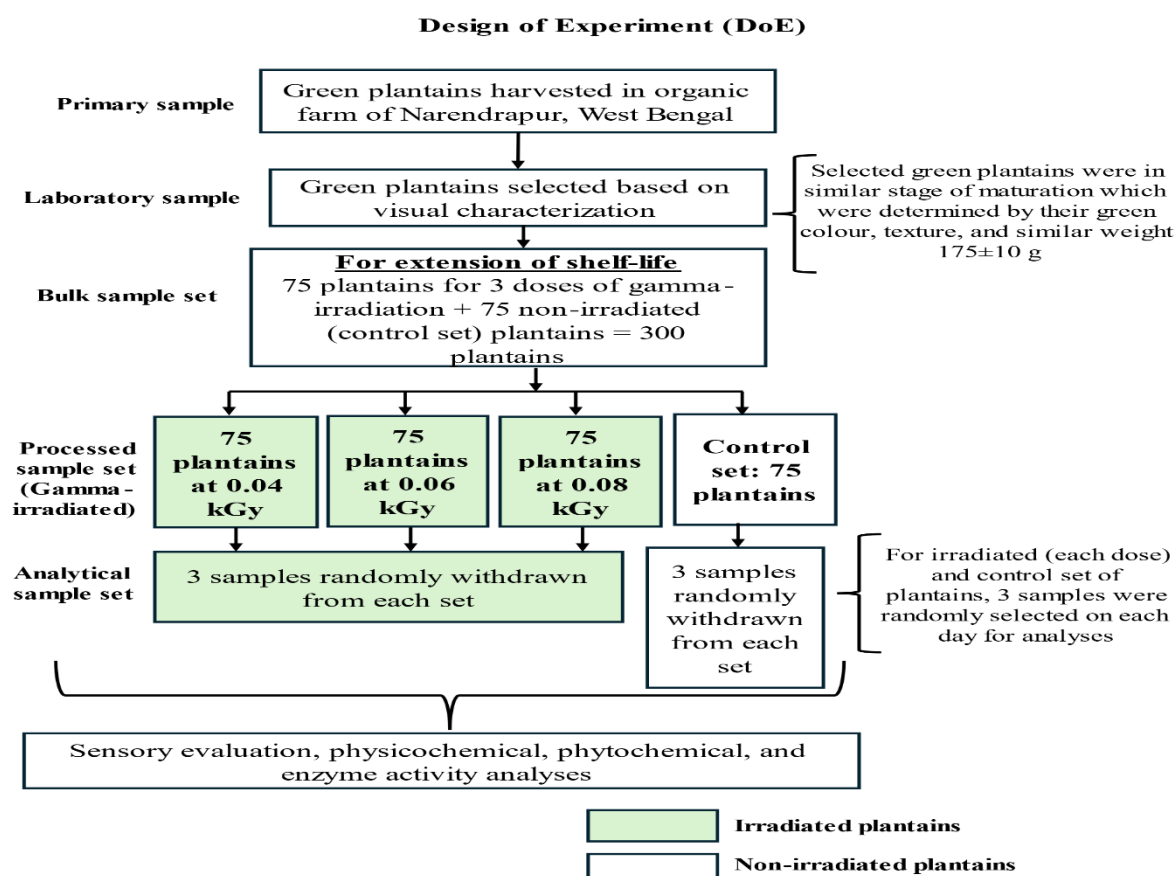 Design of Experiment (DoE)
Primary sample
Green plantains harvested in organic
farm of Narendrapur, West Bengal
Laboratory sample
Green plantains selected based on
visual characterization
Selected green plantains were in
similar stage of maturation which
were determined by their green
colour, texture, and similar weight
175±10 g
Bulk sample set
For extension of shelf-life
75 plantains for 3 doses of gamma-
irradiation + 75 non-irradiated
(control set) plantains = 300
plantains
Processed
sample set
(Gamma-
irradiated)
75
plantains
at 0.04
kGy
75
plantains
at 0.06
kGy
75
plantains
at 0.08
kGy
Control
set: 75
plantains
Analytical
sample set
3 samples randomly withdrawn
from each set
3 samples
randomly
withdrawn
from each
set
For irradiated (each dose)
and control set of
plantains, 3 samples were
randomly selected on each
day for analyses
Sensory evaluation, physicochemical, phytochemical, and
enzyme activity analyses
Irradiated plantains
Non-irradiated plantains